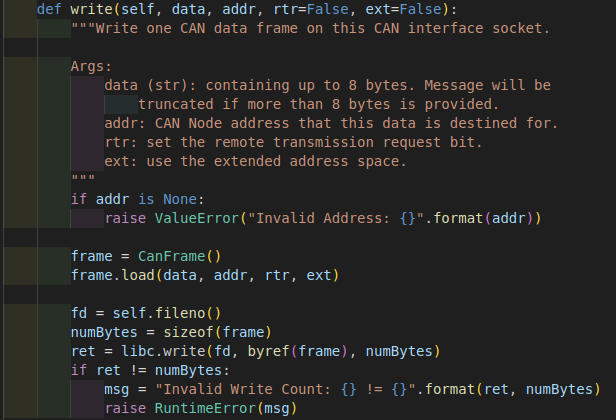 def write(self, data, addr, rtr=False, ext=False):
"""Write one CAN data frame on this CAN interface socket.
Args:
data (str): containing up to 8 bytes. Message will be
truncated if more than 8 bytes is provided.
addr: CAN Node address that this data is destined for.
rtr: set the remote transmission request bit.
ext: use the extended address space.
"""
if addr is None:
raise ValueError("Invalid Address: {}".format(addr))
frame = CanFrame()
frame.load(data, addr, rtr, ext)
fd = self.fileno()
numBytes = sizeof(frame)
ret = libc.write(fd, byref(frame), numBytes)
if ret != numBytes:
msg = "Invalid Write Count: {} != {}".format(ret, numBytes)
raise RuntimeError(msg)